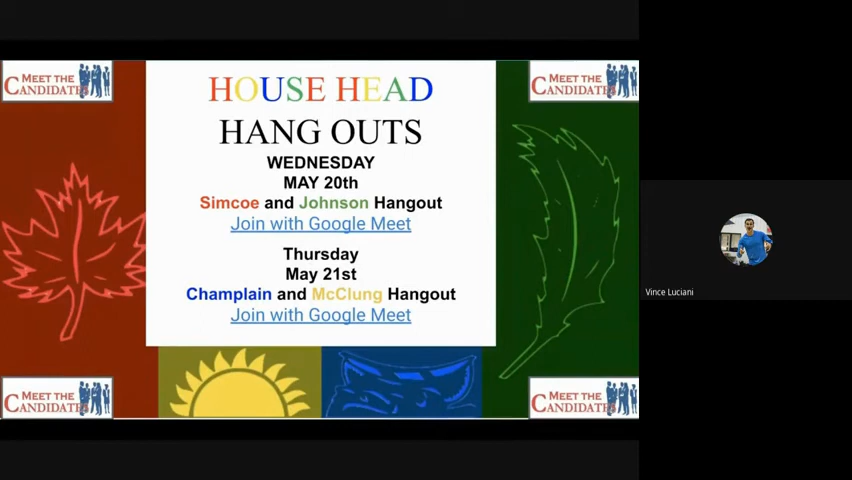 MEET THE
CANDIDATES
MEET THE
CANDIDATES
HOUSE HEAD
HANG OUTS
WEDNESDAY
MAY 20th
Simcoe and Johnson Hangout
Join with Google Meet
Thursday
May 21st
Champlain and McClung Hangout
Join with Google Meet
Vince Luciani
MEET THE
CANDIDATES
MEET THE
CANDIDATES